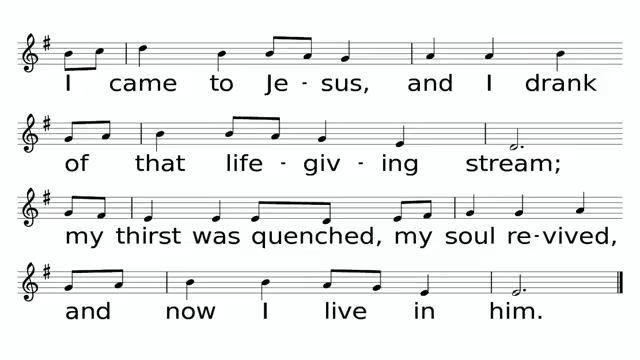 I came to Je - sus, and I drank
of that life - giv - ing stream;
my thirst was quenched, my soul re-vived,
and now I live in him.